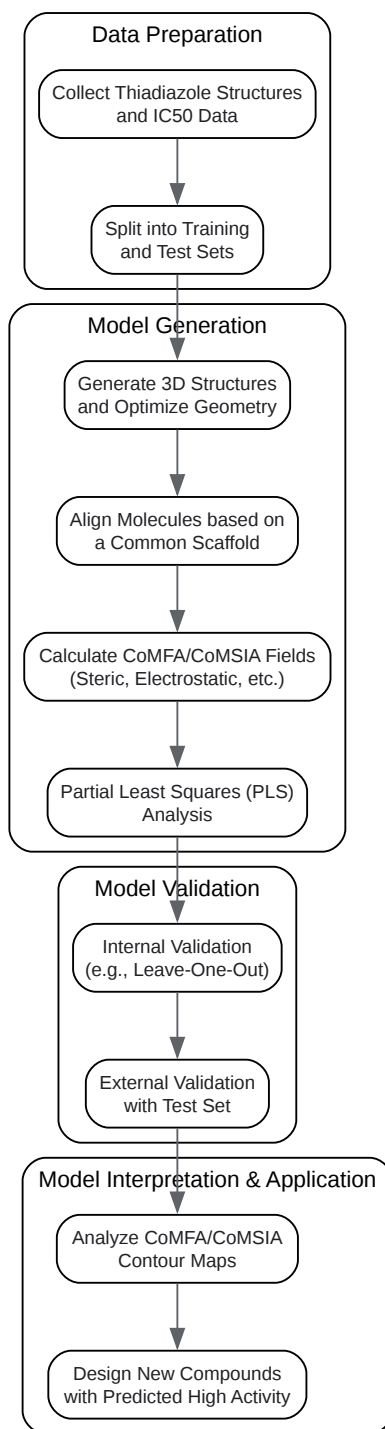 Data Preparation
Collect Thiadiazole Structures
and IC50 Data
Split into Training
and Test Sets
Model Generation
Generate 3D Structures
and Optimize Geometry
Align Molecules based on
a Common Scaffold
Calculate CoMFA/CoMSIA Fields
(Steric, Electrostatic, etc.)
Partial Least Squares (PLS)
Analysis
Model Validation
Internal Validation
(e.g., Leave-One-Out)
External Validation
with Test Set
Model Interpretation & Application
Analyze CoMFA/CoMSIA
Contour Maps
Design New Compounds
with Predicted High Activity